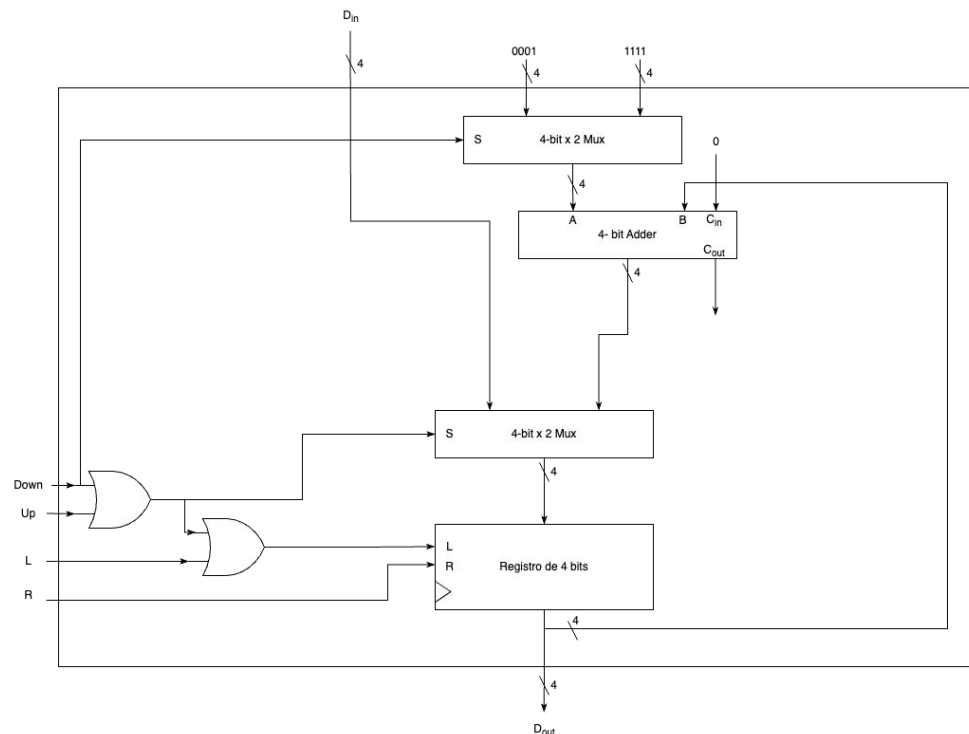 D_in
4
0001
1111
4
4
S
4-bit x 2 Mux
0
4
A
B
C_in
4- bit Adder
C_out
4
S
4-bit x 2 Mux
4
Down
Up
L
R
L
R
Registro de 4 bits
4
4
D_out